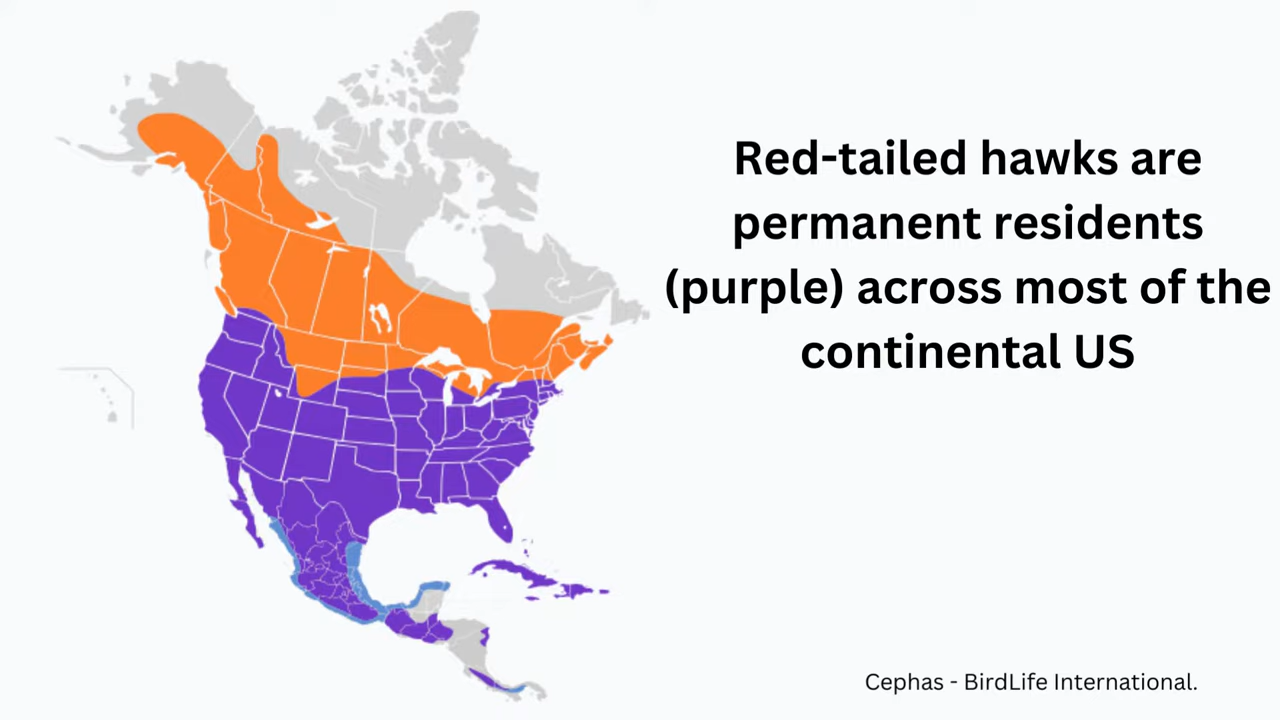 Red-tailed hawks are
permanent residents
(purple) across most of the
continental US
Cephas - BirdLife International.